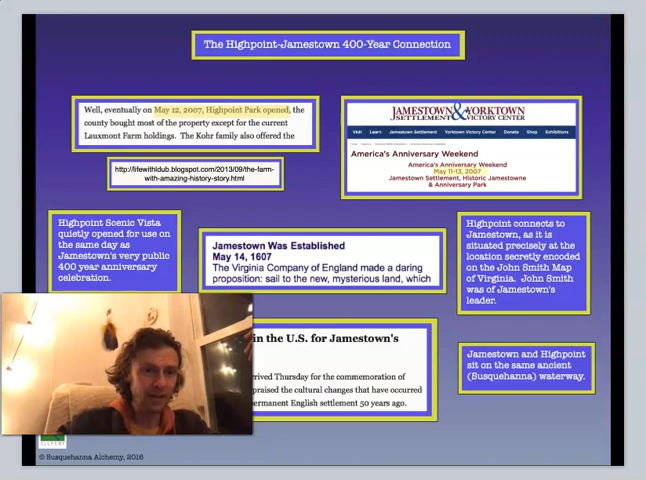 The Highpoint-Jamestown 400-Year Connection
Well, eventually on May 12, 2007, Highpoint Park opened, the
county bought most of the property except for the current
Lauxmont Farm holdings. The Kohr family also offered the
http://lifewithldub.blogspot.com/2013/09/the-farm-
with-amazing-history-story.html
JAMESTOWN & YORKTOWN
SETTLEMENT VICTORY CENTER
Visit Learn Jamestown Settlement Yorktown Victory Center Donate Shop Exhibitions
America's Anniversary Weekend
America's Anniversary Weekend
May 11-13, 2007
Jamestown Settlement, Historic Jamestowne
& Anniversary Park
Highpoint Scenic Vista
quietly opened for use on
the same day as
Jamestown's very public
400 year anniversary
celebration.
Jamestown Was Established
May 14, 1607
The Virginia Company of England made a daring
proposition: sail to the new, mysterious land, which
Highpoint connects to
Jamestown, as it is
situated precisely at the
location secretly encoded
on the John Smith Map
of Virginia. John Smith
was of Jamestown's
leader.
in the U.S. for Jamestown's
rrived Thursday for the commemoration of
praised the cultural changes that have occurred
ermanent English settlement 50 years ago.
Jamestown and Highpoint
sit on the same ancient
(Susquehanna) waterway.
ALCHEMY
© Susquehanna Alchemy, 2016